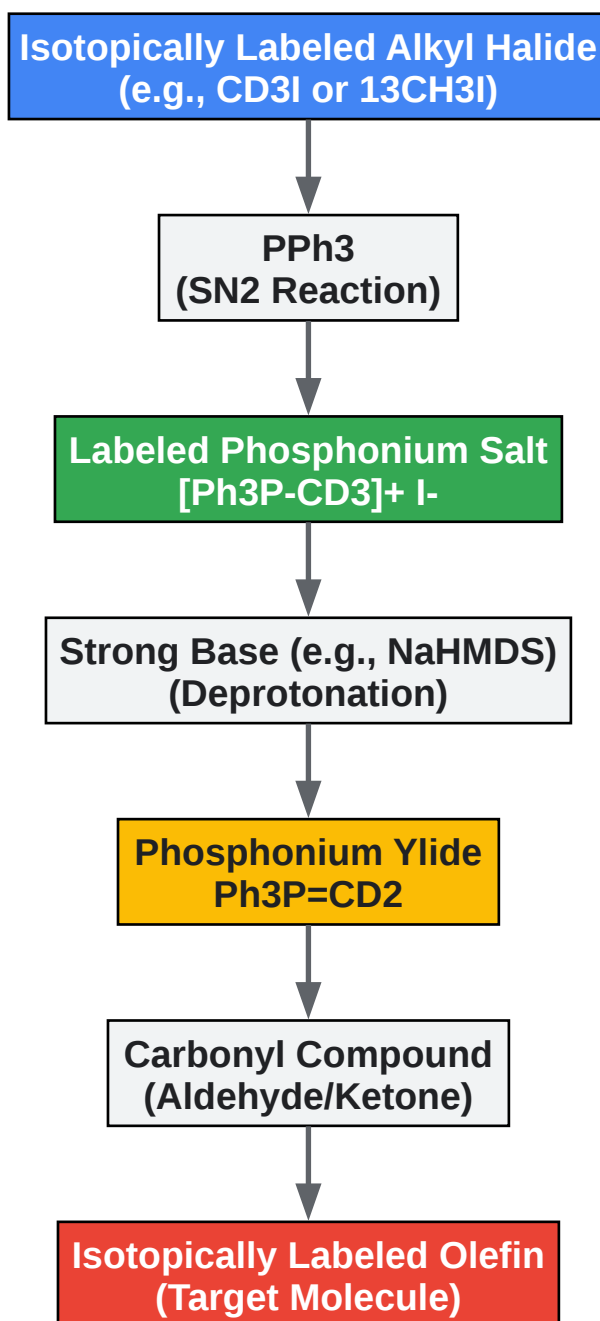 Isotopically Labeled Alkyl Halide
(e.g., CD3I or 13CH3I)
PPh3
(SN2 Reaction)
Labeled Phosphonium Salt
[Ph3P-CD3]+ I-
Strong Base (e.g., NaHMDS)
(Deprotonation)
Phosphonium Ylide
Ph3P=CD2
Carbonyl Compound
(Aldehyde/Ketone)
Isotopically Labeled Olefin
(Target Molecule)